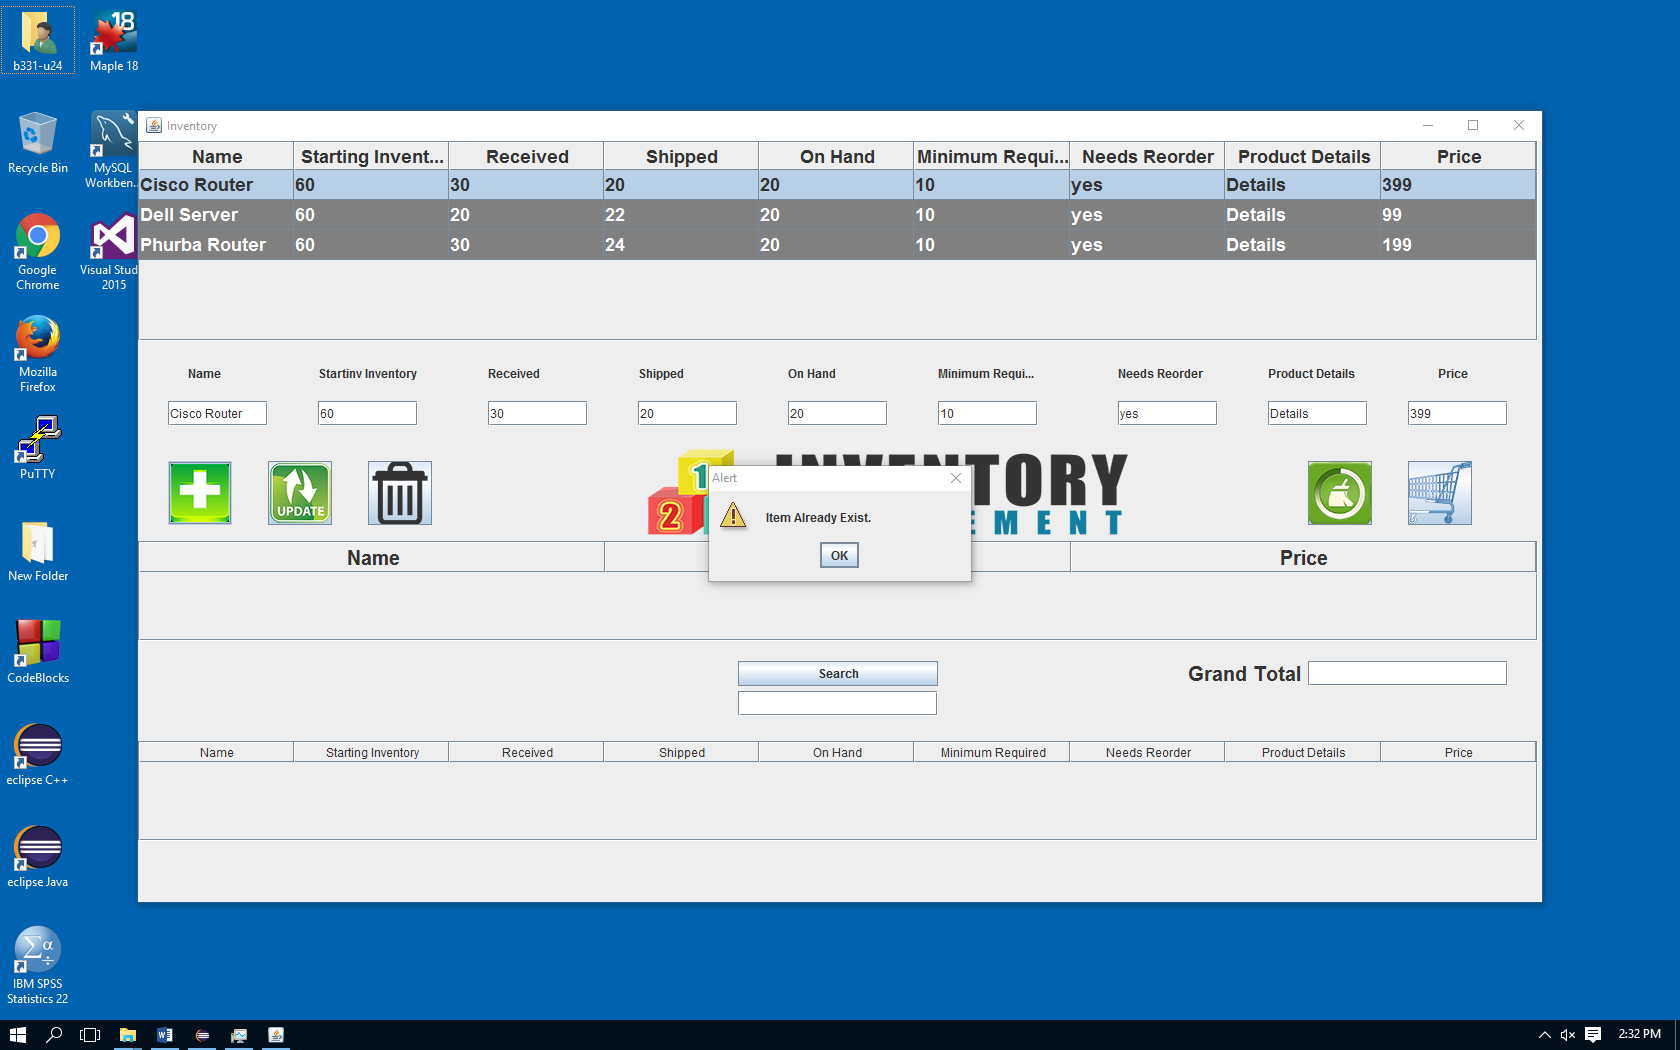 b331-u24
Maple 18
Recycle Bin
MySQL
Workben...
Google
Chrome
Visual Stud
2015
Mozilla
Firefox
PuTTY
New Folder
CodeBlocks
eclipse C++
eclipse Java
IBM SPSS
Statistics 22
Inventory
Name Starting Invent... Received Shipped On Hand Minimum Requi... Needs Reorder Product Details Price
Cisco Router 60 30 20 20 10 yes Details 399
Dell Server 60 20 22 20 10 yes Details 99
Phurba Router 60 30 24 20 10 yes Details 199
Name Startinv Inventory Received Shipped On Hand Minimum Requi... Needs Reorder Product Details Price
Cisco Router 60 30 20 20 10 yes Details 399
UPDATE
1
2
INVENTORY
EMENT
Alert
Item Already Exist.
OK
Name Price
Search
Grand Total
Name Starting Inventory Received Shipped On Hand Minimum Required Needs Reorder Product Details Price
2:32 PM